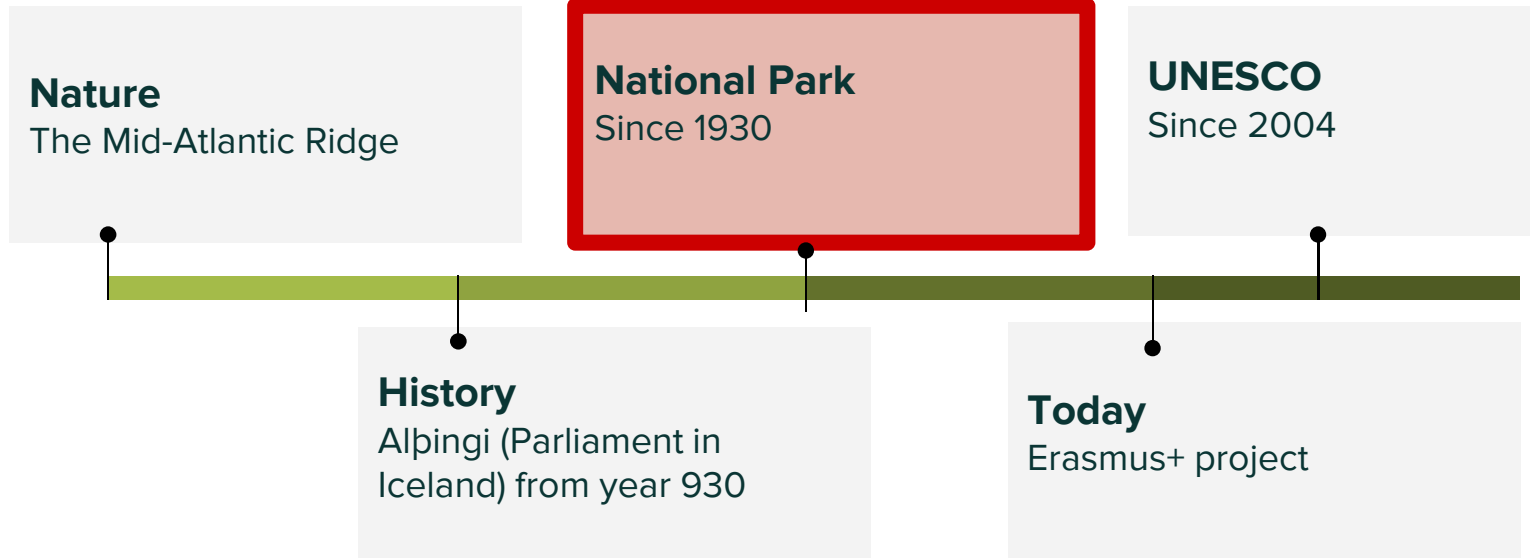 Nature
The Mid-Atlantic Ridge
National Park
Since 1930
UNESCO
Since 2004
History
Alþingi (Parliament in
Iceland) from year 930
Today
Erasmus+ project